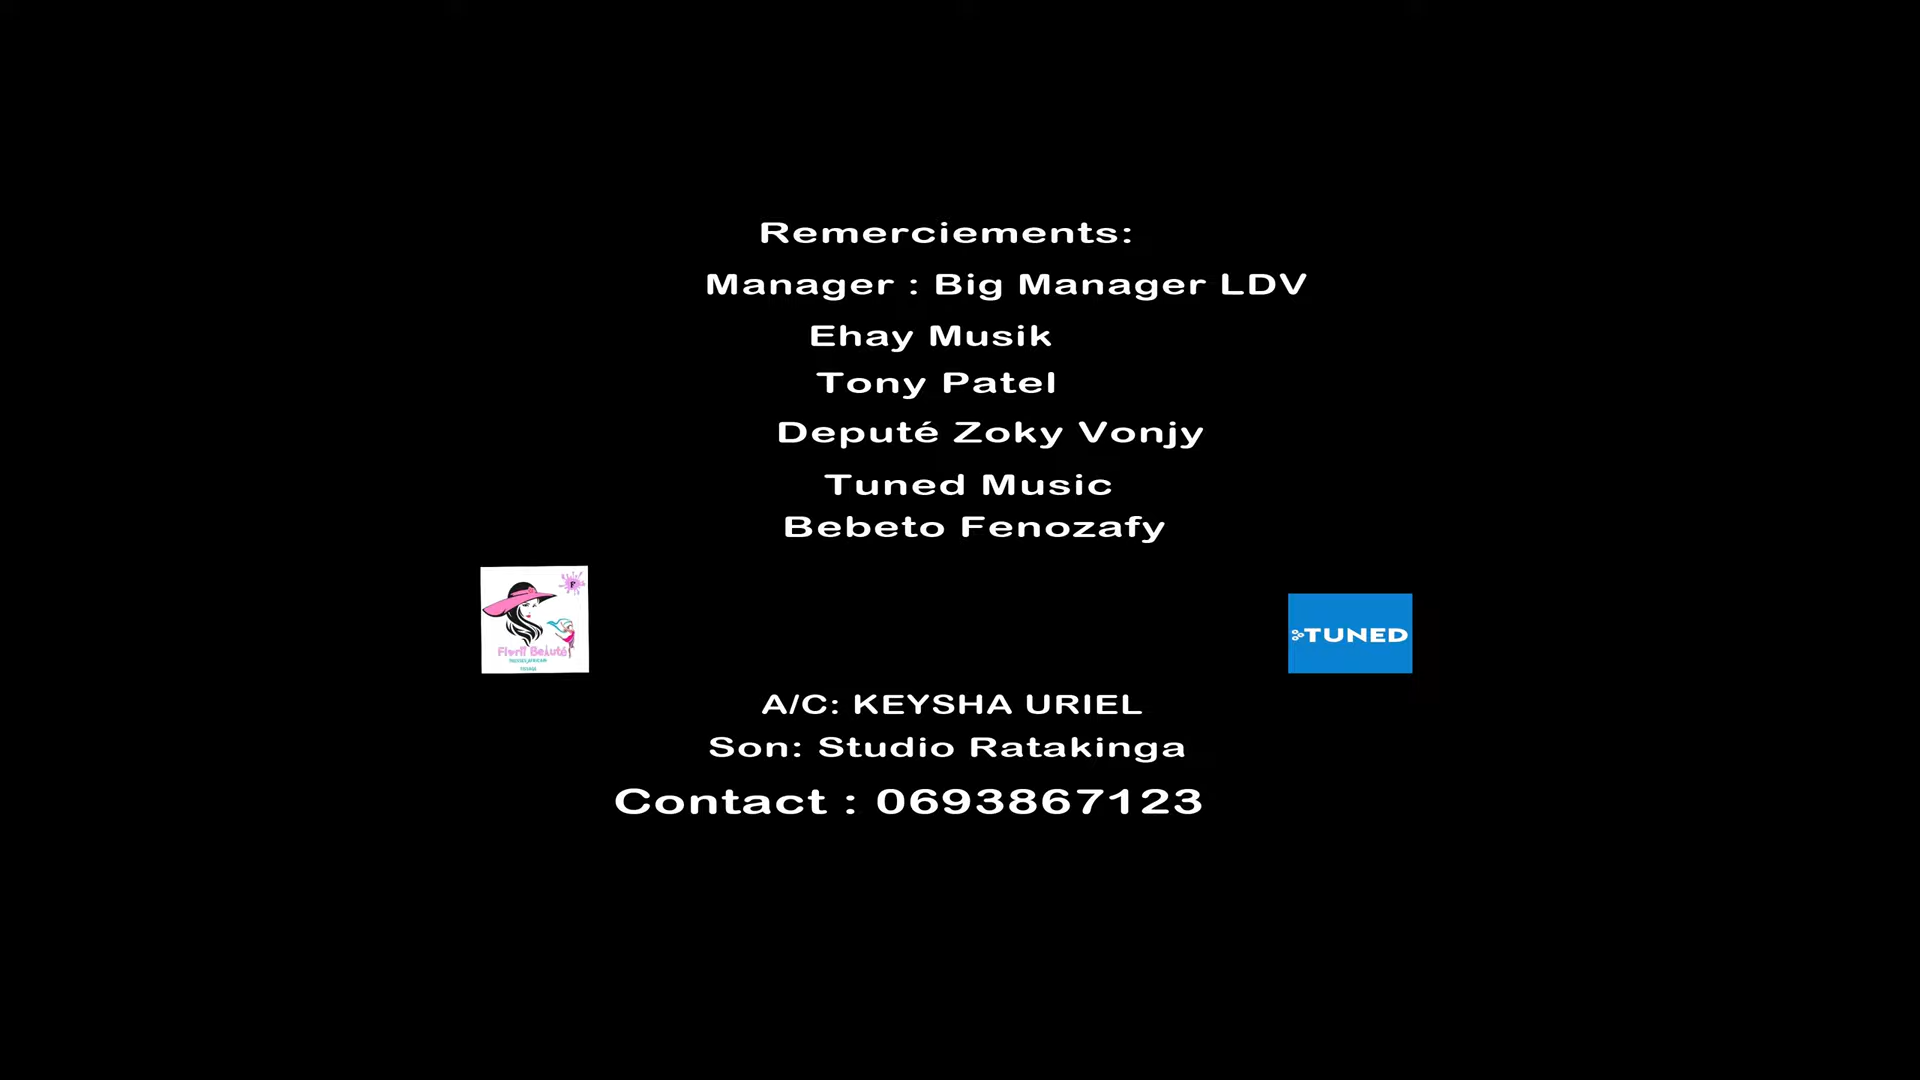 Remerciements:
Manager : Big Manager LDV
Ehay Musik
Tony Patel
Deputé Zoky Vonjy
Tuned Music
Bebeto Fenozafy
F
Florii Beauté
TUNED
A/C: KEYSHA URIEL
Son: Studio Ratakinga
Contact : 0693867123